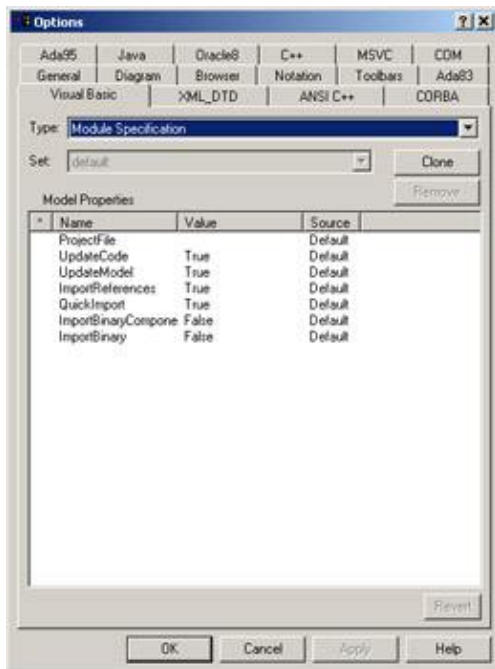 Options
Ada95 Java Oracle8 C++ MSVC COM
General Diagram Browser Notation Toolbars Ada83
Visual Basic XML_DTD ANSI C++ CORBA
Type: Module Specification
Set: default Clone
Remove
Model Properties
* Name Value Source
ProjectFile Default
UpdateCode True Default
UpdateModel True Default
ImportReferences True Default
QuickImport True Default
ImportBinaryCompone False Default
ImportBinary False Default
Revert
OK Cancel Apply Help